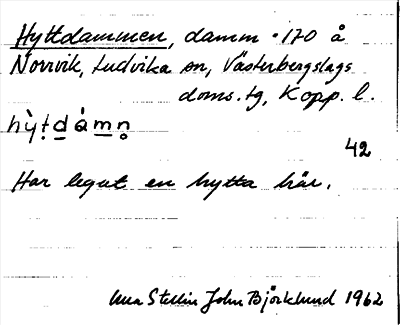 Hyttdammen, damm • 170 å
Norrvik, Ludvika sn, Västerbergslags
doms. tg, Kopp. l.
hỳṭdàmn̥
42
Har legat en hytta här.
Stellin John Björklund 1962